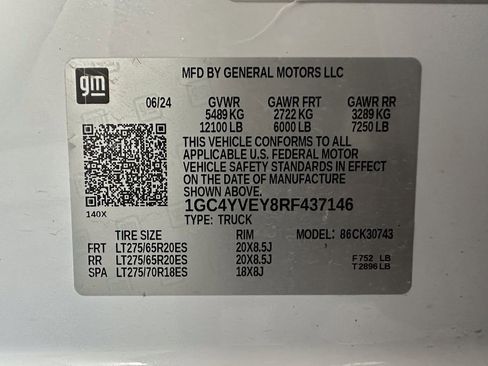 gm
MFD BY GENERAL MOTORS LLC
06/24 GVWR GAWR FRT GAWR RR
5489 KG 2722 KG 3289 KG
12100 LB 6000 LB 7250 LB
THIS VEHICLE CONFORMS TO ALL
APPLICABLE U.S. FEDERAL MOTOR
VEHICLE SAFETY STANDARDS IN EFFECT
ON THE DATE OF MANUFACTURE
SHOWN ABOVE.
1GC4YVEY8RF437146
140X TYPE: TRUCK
TIRE SIZE RIM MODEL: 86CK30743
FRT LT275/65R20ES 20X8.5J
RR LT275/65R20ES 20X8.5J F 752 LB
SPA LT275/70R18ES 18X8J T 2896 LB